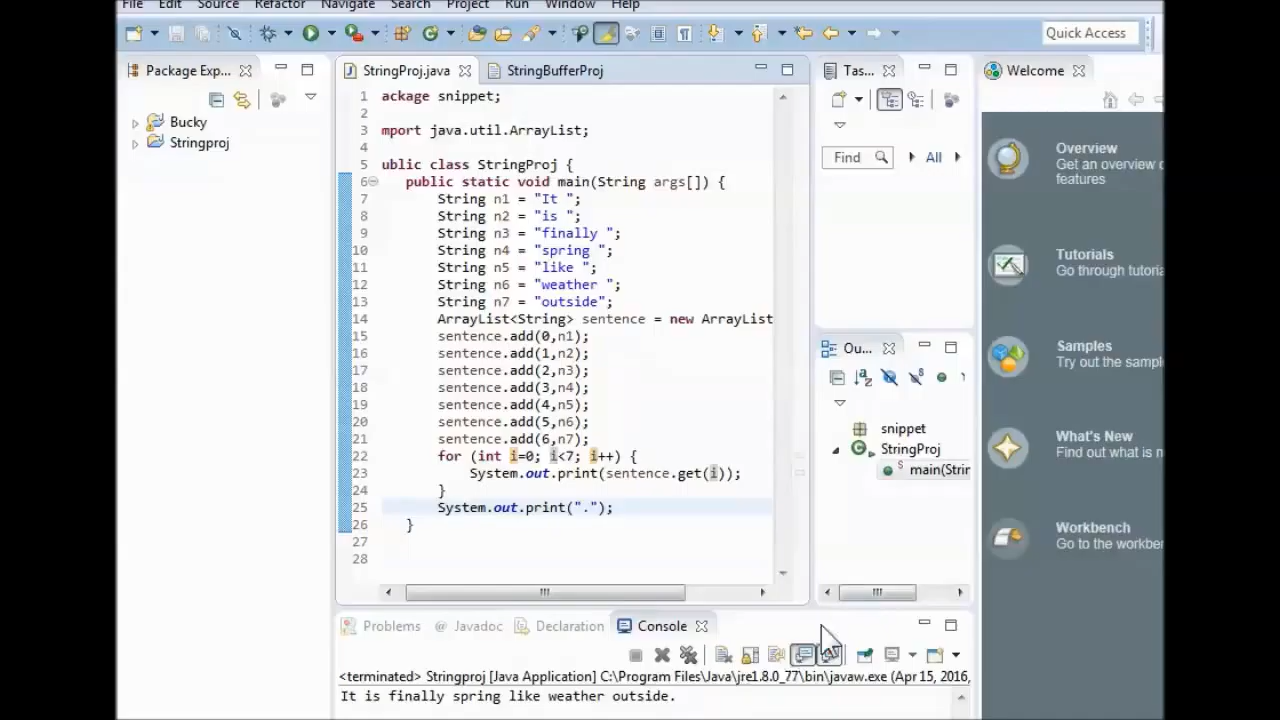 File Edit Source Refactor Navigate Search Project Run Window Help
Quick Access
Package Exp...
Bucky
Stringproj
StringProj.java
StringBufferProj
1 ackage snippet;
2
3 mport java.util.ArrayList;
4
5 ublic class StringProj {
6 public static void main(String args[]) {
7 String n1 = "It ";
8 String n2 = "is ";
9 String n3 = "finally ";
10 String n4 = "spring ";
11 String n5 = "like ";
12 String n6 = "weather ";
13 String n7 = "outside";
14 ArrayList<String> sentence = new ArrayList
15 sentence.add(0,n1);
16 sentence.add(1,n2);
17 sentence.add(2,n3);
18 sentence.add(3,n4);
19 sentence.add(4,n5);
20 sentence.add(5,n6);
21 sentence.add(6,n7);
22 for (int i=0; i<7; i++) {
23 System.out.print(sentence.get(i));
24 }
25 System.out.print(".");
26 }
27
28
Tas...
Find
All
Ou...
snippet
StringProj
main(Strin
Welcome
Overview
Get an overview o
features
Tutorials
Go through tutoria
Samples
Try out the sampl
What's New
Find out what is n
Workbench
Go to the workben
Problems @ Javadoc Declaration Console
<terminated> Stringproj [Java Application] C:\Program Files\Java\jre1.8.0_77\bin\javaw.exe (Apr 15, 2016,
It is finally spring like weather outside.